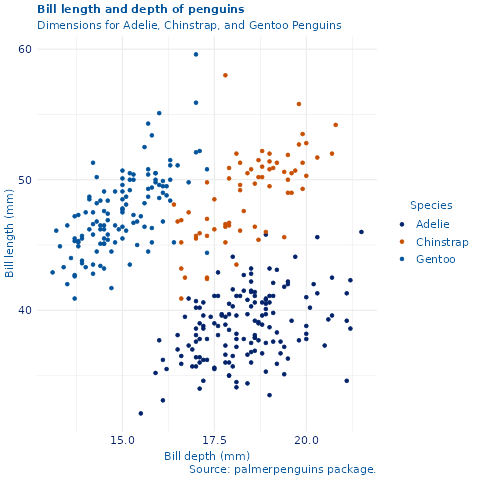 Bill length and depth of penguins
Dimensions for Adelie, Chinstrap, and Gentoo Penguins
60
50
40
Bill length (mm)
15.0 17.5 20.0
Bill depth (mm)
Species
Adelie
Chinstrap
Gentoo
Source: palmerpenguins package.